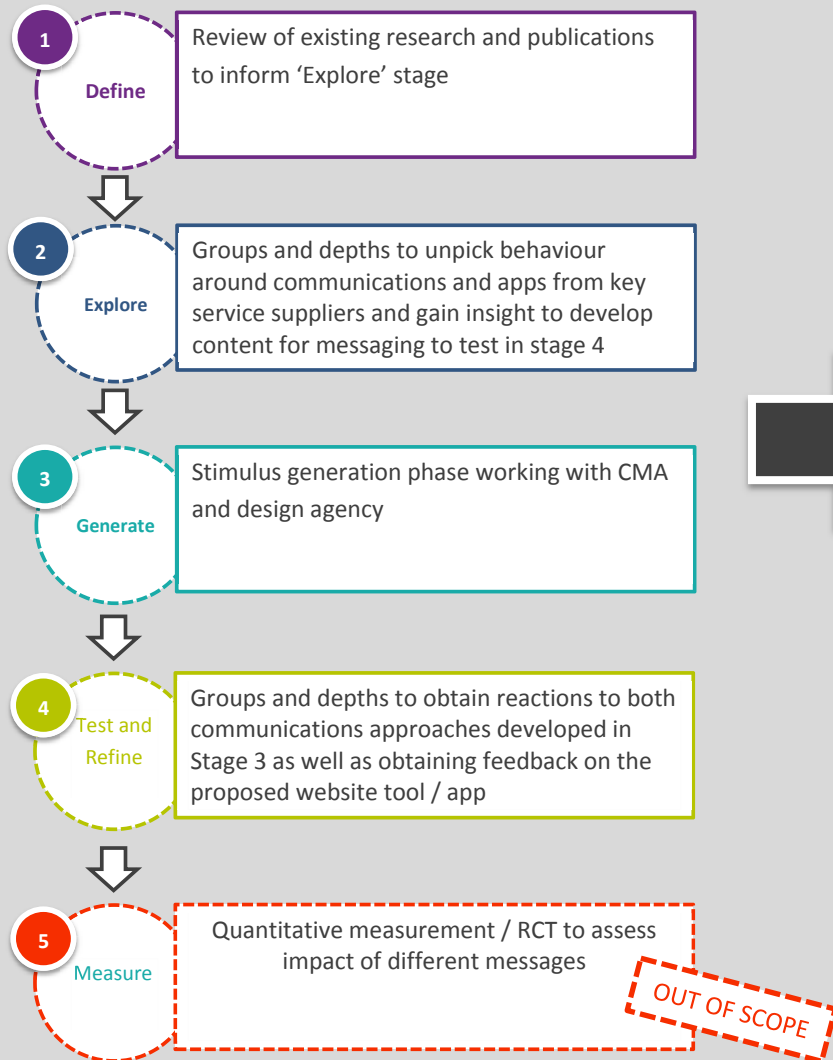 1
Define
Review of existing research and publications
to inform ‘Explore’ stage
2
Explore
Groups and depths to unpick behaviour
around communications and apps from key
service suppliers and gain insight to develop
content for messaging to test in stage 4
3
Generate
Stimulus generation phase working with CMA
and design agency
4
Test and
Refine
Groups and depths to obtain reactions to both
communications approaches developed in
Stage 3 as well as obtaining feedback on the
proposed website tool / app
5
Measure
Quantitative measurement / RCT to assess
impact of different messages
OUT OF SCOPE